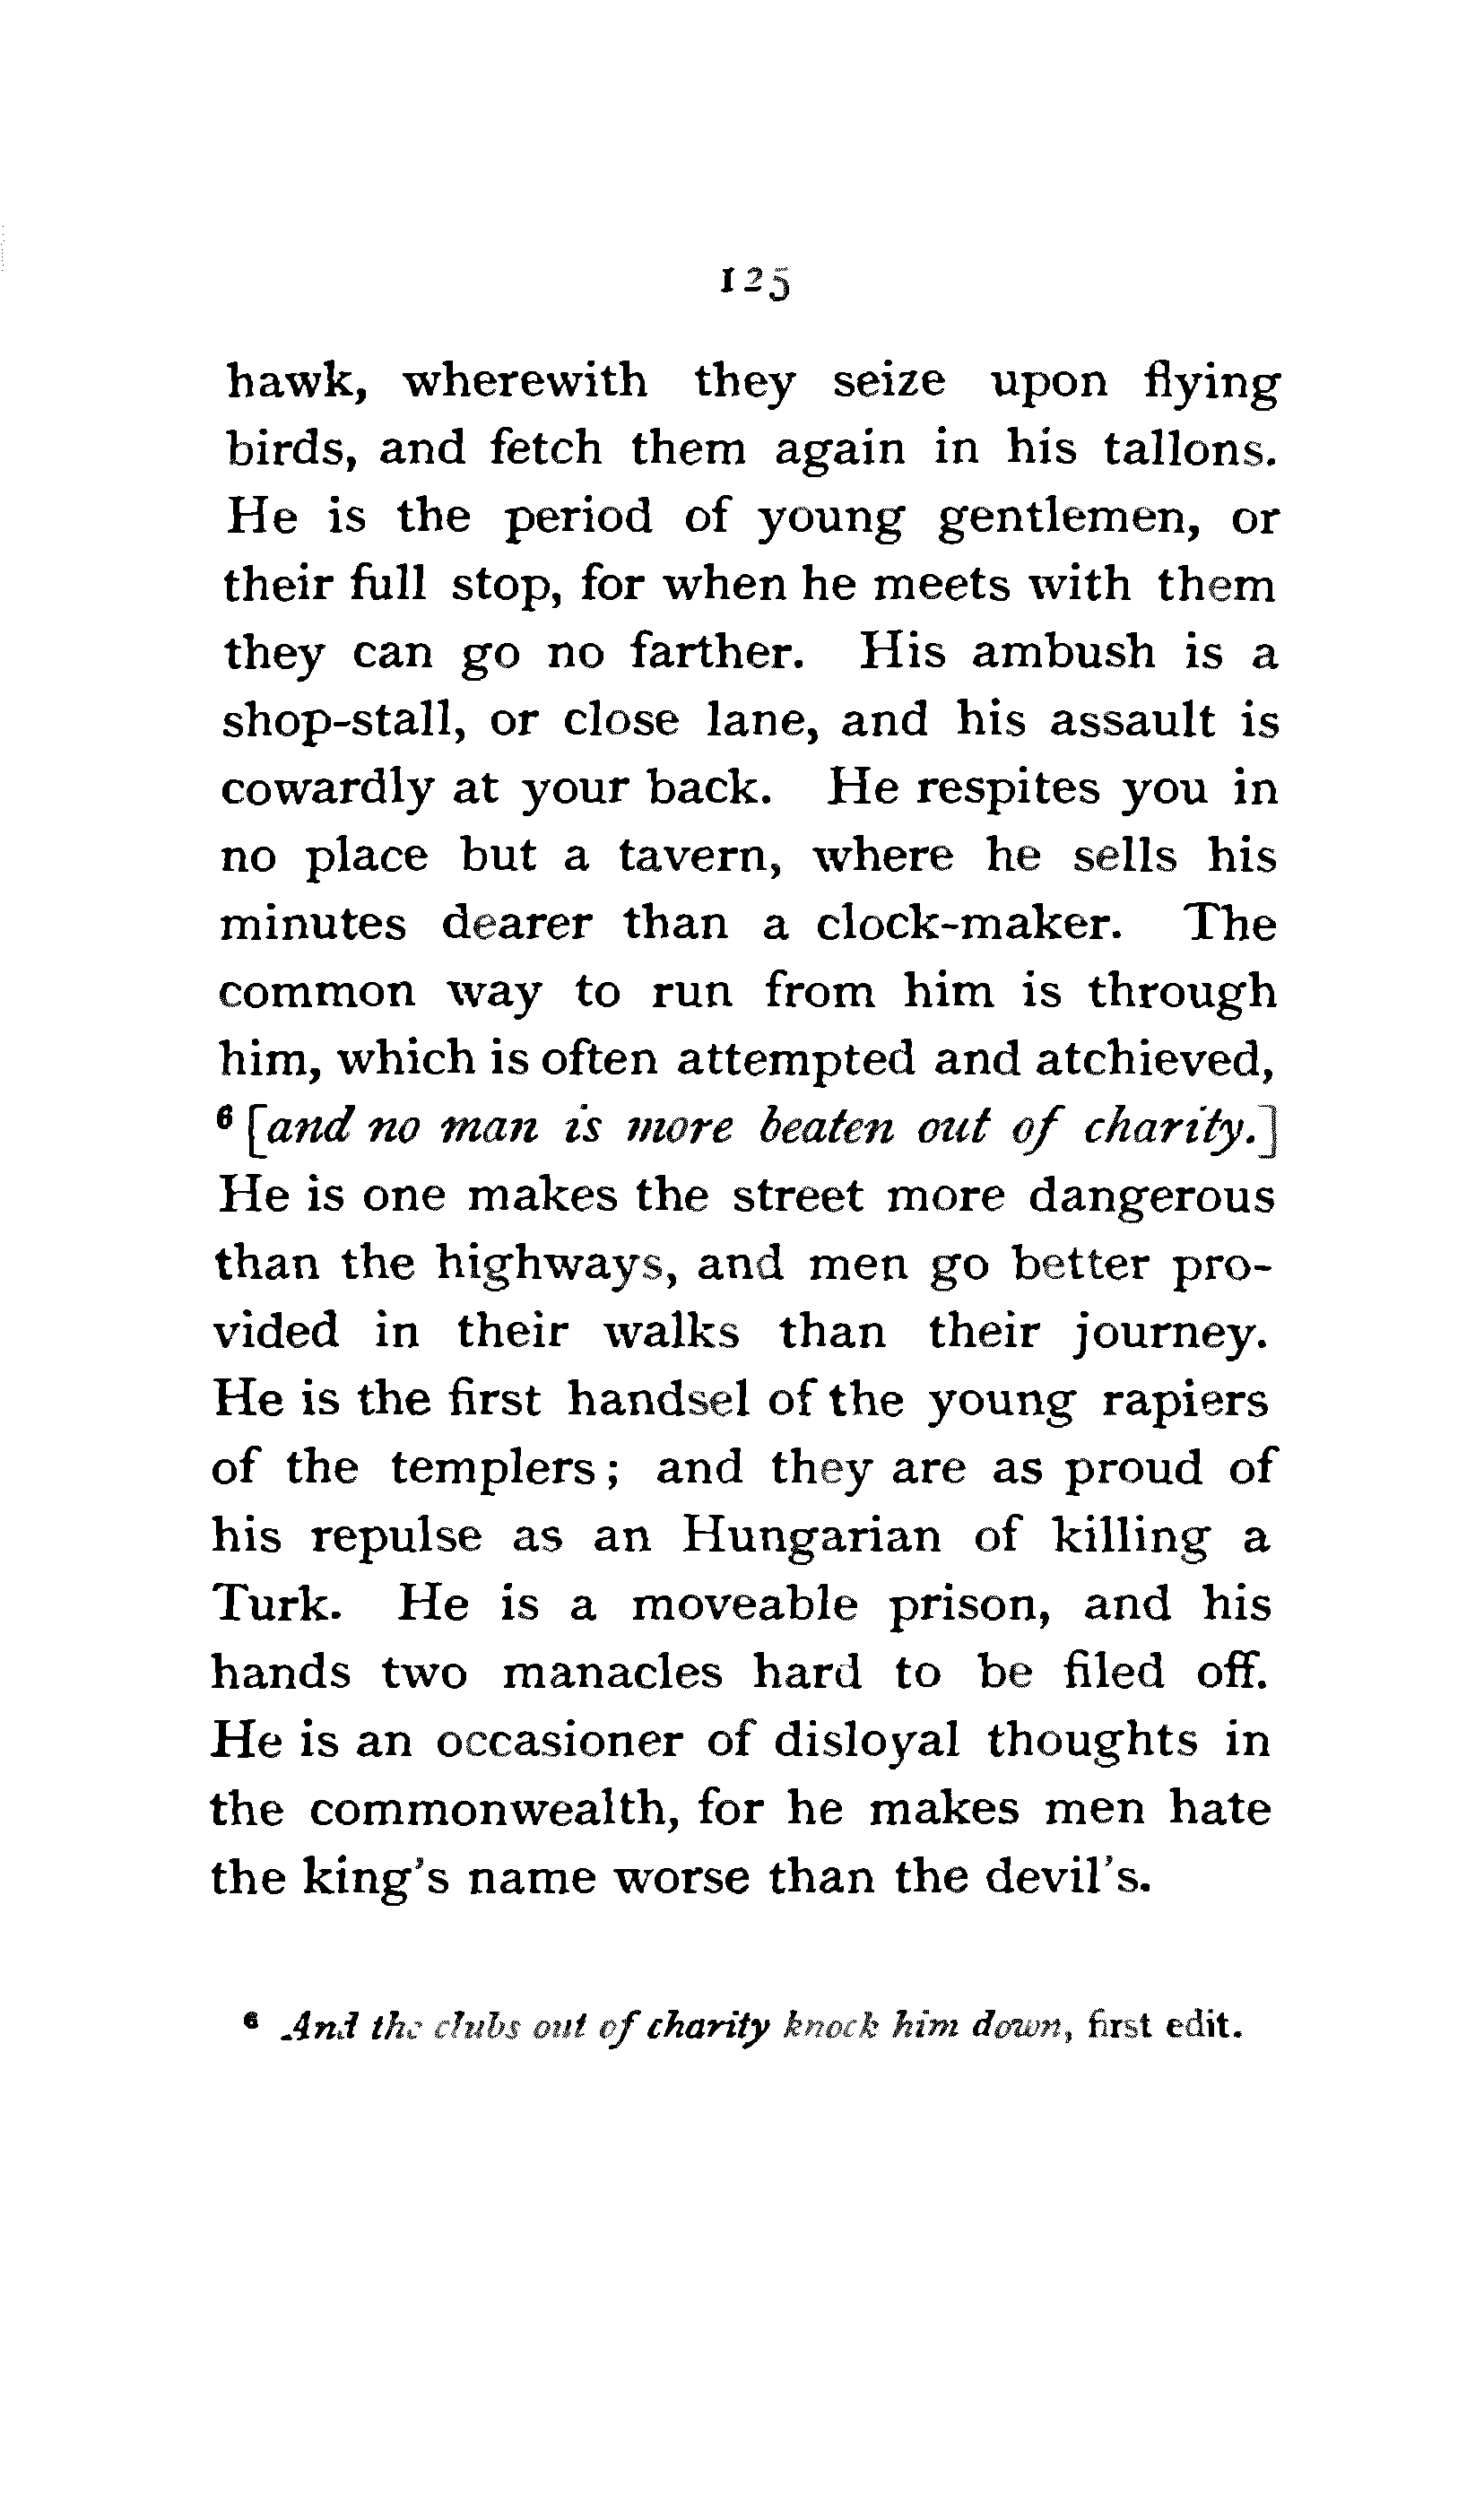 125
hawk, wherewith they seize upon flying
birds, and fetch them again in his tallons.
He is the period of young gentlemen, or
their full stop, for when he meets with them
they can go no farther. His ambush is a
shop-stall, or close lane, and his assault is
cowardly at your back. He respites you in
no place but a tavern, where he sells his
minutes dearer than a clock-maker. The
common way to run from him is through
him, which is often attempted and atchieved,
⁶ [and no man is more beaten out of charity.]
He is one makes the street more dangerous
than the highways, and men go better pro-
vided in their walks than their journey.
He is the first handsel of the young rapiers
of the templers; and they are as proud of
his repulse as an Hungarian of killing a
Turk. He is a moveable prison, and his
hands two manacles hard to be filed off.
He is an occasioner of disloyal thoughts in
the commonwealth, for he makes men hate
the king's name worse than the devil's.
⁶ And the clubs out of charity knock him down, first edit.